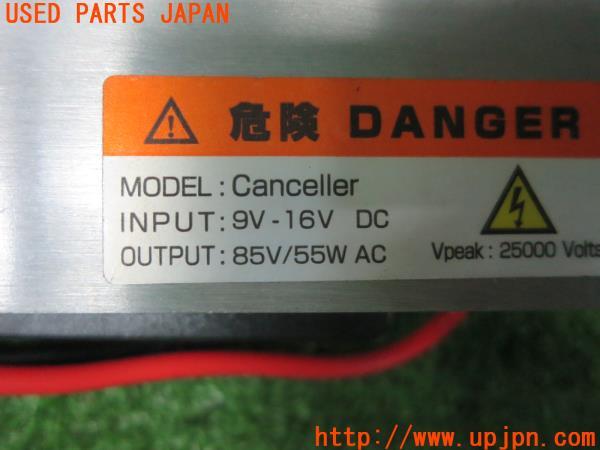 USED PARTS JAPAN
危険 DANGER
MODEL : Canceller
INPUT : 9V - 16V DC
OUTPUT : 85V/55W AC
Vpeak : 25000 Volts
http://www.upjpn.com/